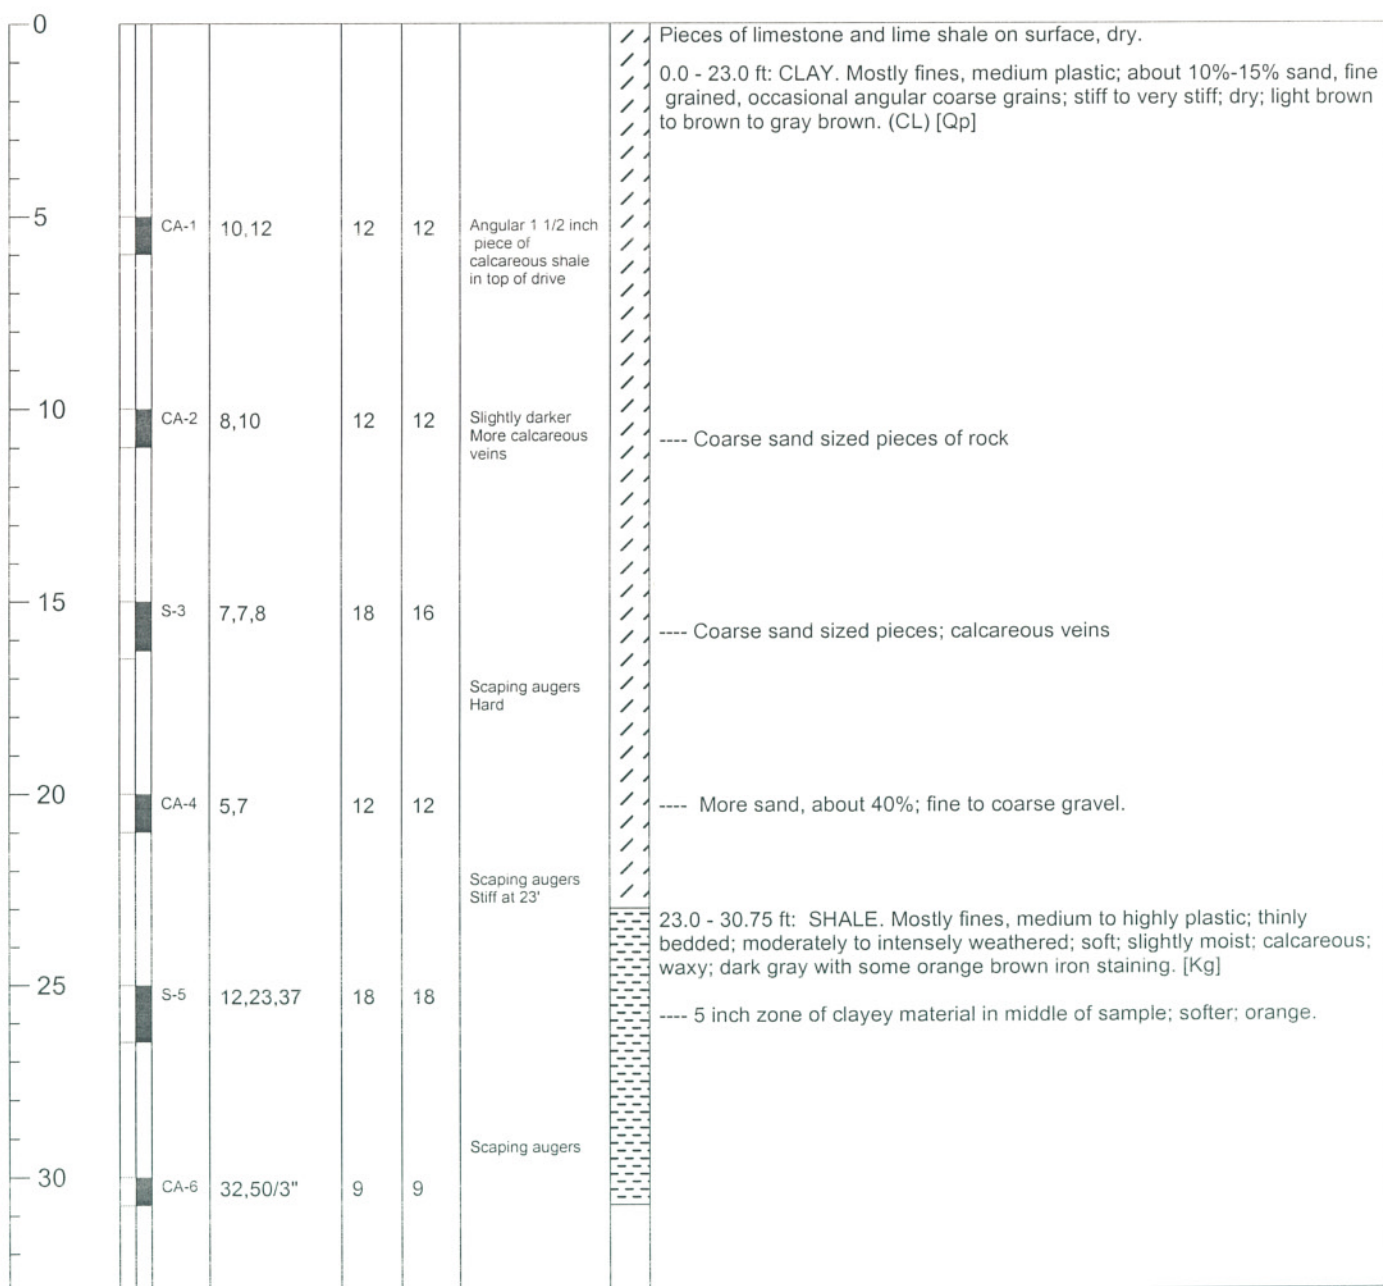 0
Pieces of limestone and lime shale on surface, dry.
0.0 - 23.0 ft: CLAY. Mostly fines, medium plastic; about 10%-15% sand, fine
grained, occasional angular coarse grains; stiff to very stiff; dry; light brown
to brown to gray brown. (CL) [Qp]
5
CA-1 10,12 12 12
Angular 1 1/2 inch
piece of
calcareous shale
in top of drive
10
CA-2 8,10 12 12
Slightly darker
More calcareous
veins
---- Coarse sand sized pieces of rock
15
S-3 7,7,8 18 16
---- Coarse sand sized pieces; calcareous veins
Scaping augers
Hard
20
CA-4 5,7 12 12
---- More sand, about 40%; fine to coarse gravel.
Scaping augers
Stiff at 23'
23.0 - 30.75 ft: SHALE. Mostly fines, medium to highly plastic; thinly
bedded; moderately to intensely weathered; soft; slightly moist; calcareous;
waxy; dark gray with some orange brown iron staining. [Kg]
25
S-5 12,23,37 18 18
---- 5 inch zone of clayey material in middle of sample; softer; orange.
Scaping augers
30
CA-6 32,50/3" 9 9